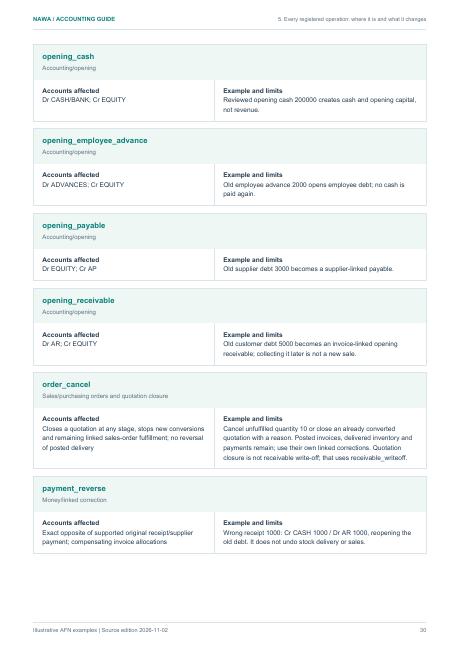 NAWA / ACCOUNTING GUIDE
5. Every registered operation: where it is and what it changes
opening_cash
Accounting/opening
Accounts affected
Dr CASH/BANK; Cr EQUITY
Example and limits
Reviewed opening cash 200000 creates cash and opening capital,
not revenue.
opening_employee_advance
Accounting/opening
Accounts affected
Dr ADVANCES; Cr EQUITY
Example and limits
Old employee advance 2000 opens employee debt; no cash is
paid again.
opening_payable
Accounting/opening
Accounts affected
Dr EQUITY; Cr AP
Example and limits
Old supplier debt 3000 becomes a supplier-linked payable.
opening_receivable
Accounting/opening
Accounts affected
Dr AR; Cr EQUITY
Example and limits
Old customer debt 5000 becomes an invoice-linked opening
receivable; collecting it later is not a new sale.
order_cancel
Sales/purchasing orders and quotation closure
Accounts affected
Closes a quotation at any stage, stops new conversions
and remaining linked sales-order fulfillment; no reversal
of posted delivery
Example and limits
Cancel unfulfilled quantity 10 or close an already converted
quotation with a reason. Posted invoices, delivered inventory and
payments remain; use their own linked corrections. Quotation
closure is not receivable write-off; that uses receivable_writeoff.
payment_reverse
Money/linked correction
Accounts affected
Exact opposite of supported original receipt/supplier
payment; compensating invoice allocations
Example and limits
Wrong receipt 1000: Cr CASH 1000 / Dr AR 1000, reopening the
old debt. It does not undo stock delivery or sales.
Illustrative AFN examples | Source edition 2026-11-02
30